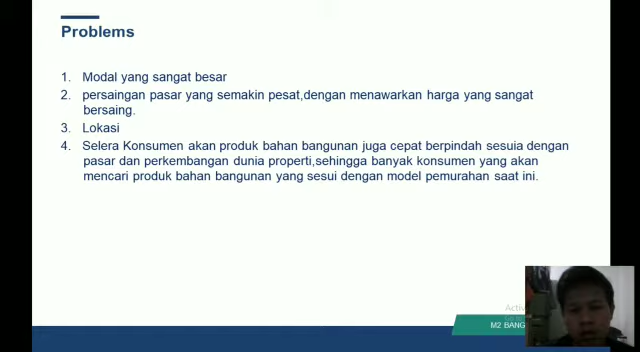 Problems
1. Modal yang sangat besar
2. persaingan pasar yang semakin pesat,dengan menawarkan harga yang sangat
bersaing.
3. Lokasi
4. Selera Konsumen akan produk bahan bangunan juga cepat berpindah sesuia dengan
pasar dan perkembangan dunia properti,sehingga banyak konsumen yang akan
mencari produk bahan bangunan yang sesui dengan model pemurahan saat ini.
M2 BANG